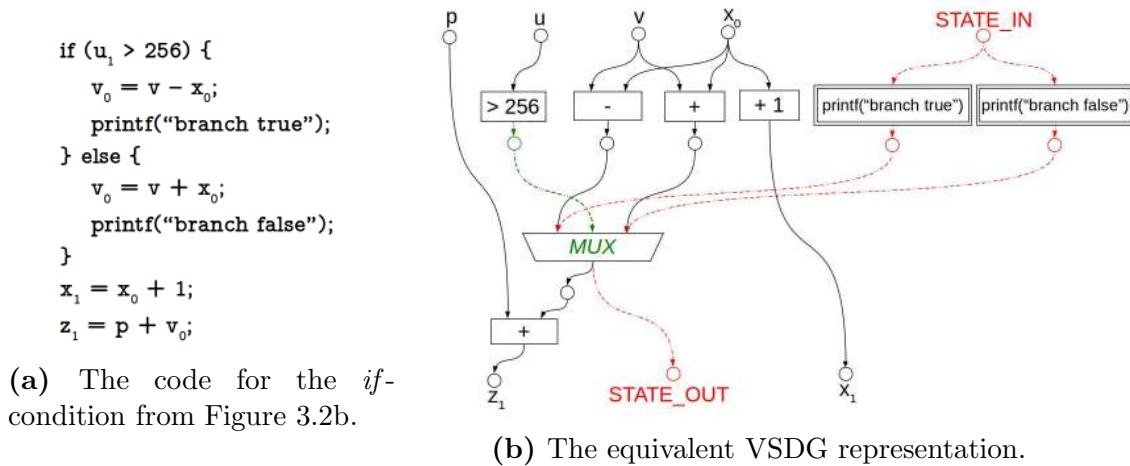 if (u₁ > 256) {
v₀ = v – x₀;
printf(“branch true”);
} else {
v₀ = v + x₀;
printf(“branch false”);
}
x₁ = x₀ + 1;
z₁ = p + v₀;
(a) The code for the if-
condition from Figure 3.2b.
p u v x₀ STATE_IN
> 256 - + + 1 printf(“branch true”) printf(“branch false”)
MUX
+
z₁ STATE_OUT x₁
(b) The equivalent VSDG representation.